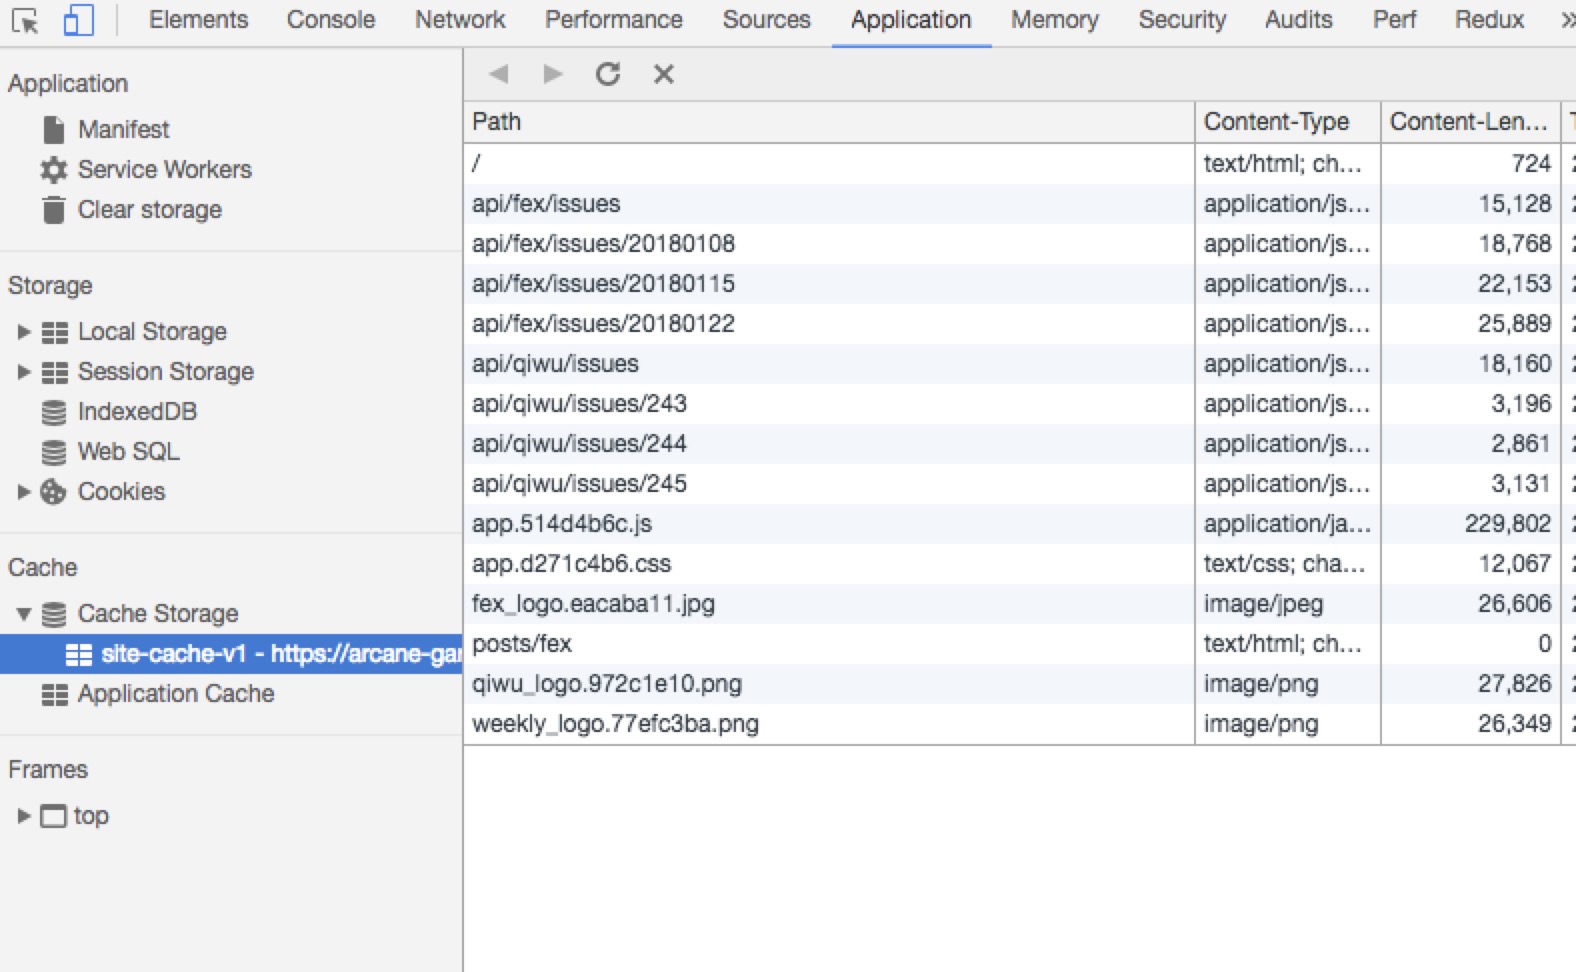 Elements Console Network Performance Sources Application Memory Security Audits Perf Redux »
Application
Manifest
Service Workers
Clear storage
Storage
Local Storage
Session Storage
IndexedDB
Web SQL
Cookies
Cache
Cache Storage
site-cache-v1 - https://arcane-gar
Application Cache
Frames
top
Path Content-Type Content-Len...
/ text/html; ch... 724
api/fex/issues application/js... 15,128
api/fex/issues/20180108 application/js... 18,768
api/fex/issues/20180115 application/js... 22,153
api/fex/issues/20180122 application/js... 25,889
api/qiwu/issues application/js... 18,160
api/qiwu/issues/243 application/js... 3,196
api/qiwu/issues/244 application/js... 2,861
api/qiwu/issues/245 application/js... 3,131
app.514d4b6c.js application/ja... 229,802
app.d271c4b6.css text/css; cha... 12,067
fex_logo.eacaba11.jpg image/jpeg 26,606
posts/fex text/html; ch... 0
qiwu_logo.972c1e10.png image/png 27,826
weekly_logo.77efc3ba.png image/png 26,349